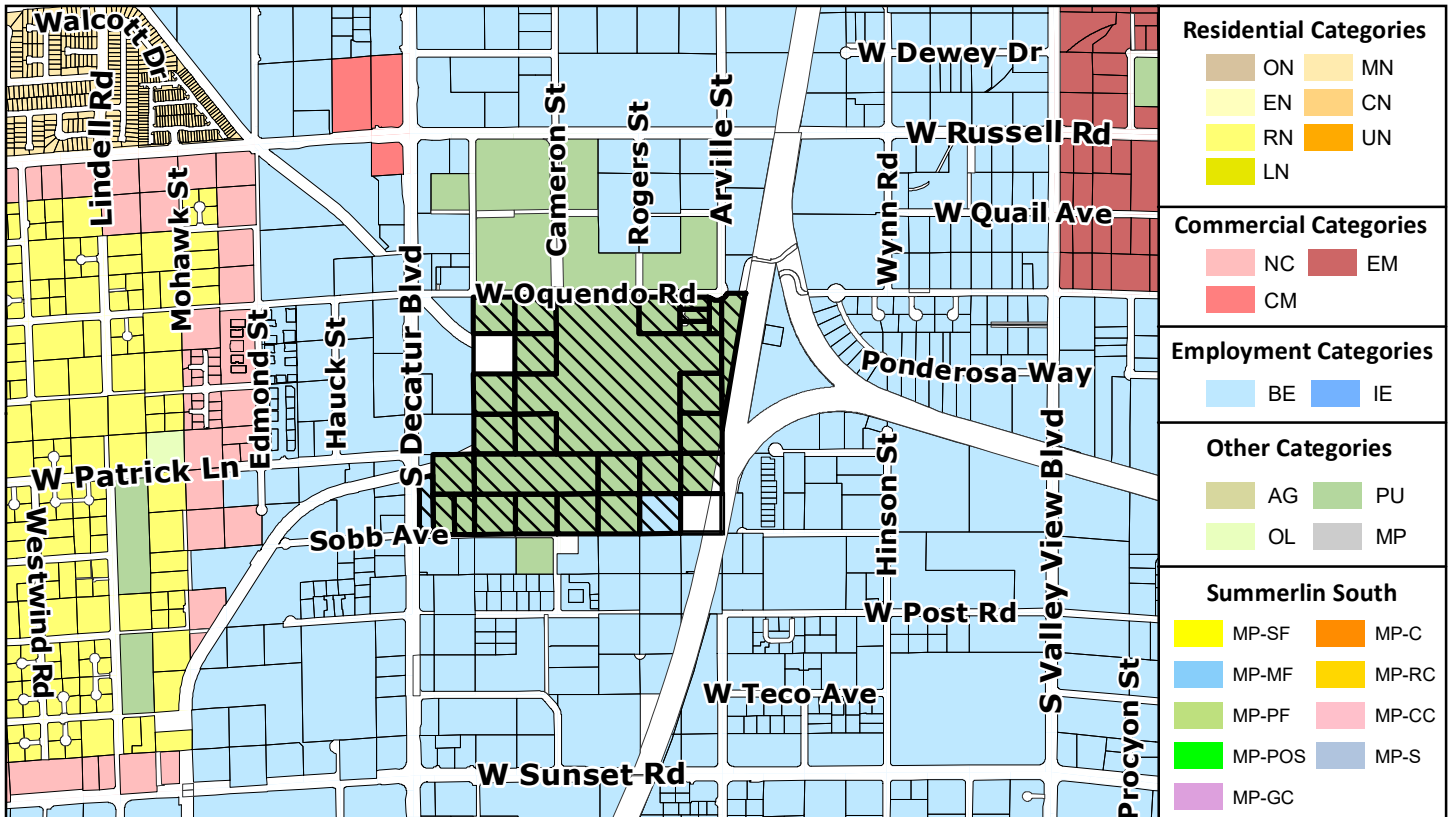 Walcott Dr
W Dewey Dr
Lindell Rd
Cameron St
Rogers St
Arville St
W Russell Rd
Mohawk St
Wynn Rd
W Quail Ave
S Decatur Blvd
W Oquendo Rd
Edmond St
Hauck St
Ponderosa Way
W Patrick Ln
Hinson St
S Valley View Blvd
Westwind Rd
Sobb Ave
W Post Rd
W Teco Ave
Procyon St
W Sunset Rd
Residential Categories
ON MN
EN CN
RN UN
LN
Commercial Categories
NC EM
CM
Employment Categories
BE IE
Other Categories
AG PU
OL MP
Summerlin South
MP-SF MP-C
MP-MF MP-RC
MP-PF MP-CC
MP-POS MP-S
MP-GC